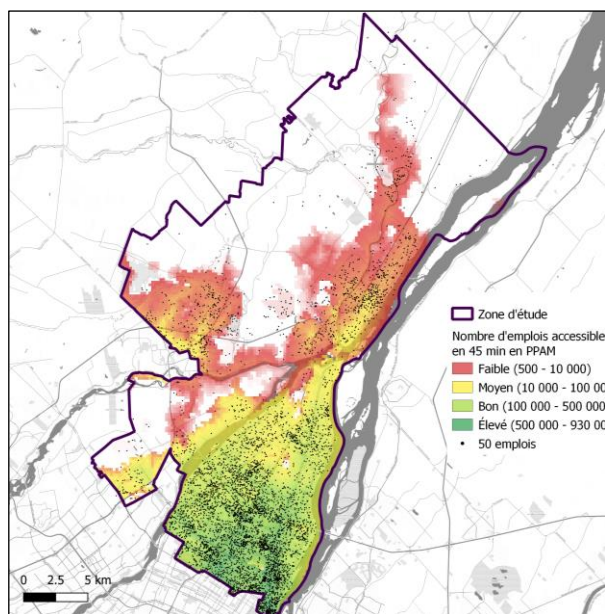 Zone d'étude
Nombre d'emplois accessible
en 45 min en PPAM
Faible (500 - 10 000)
Moyen (10 000 - 100 0
Bon (100 000 - 500 00
Élevé (500 000 - 930 00
50 emplois
0 2.5 5 km